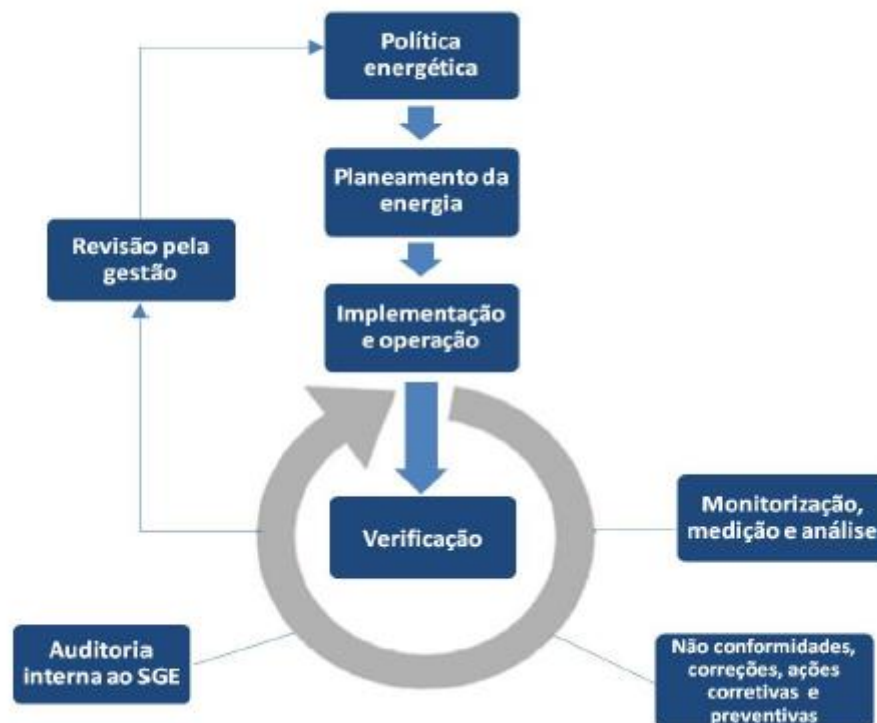 Política
energética
Planeamento da
energia
Revisão pela
gestão
Implementação
e operação
Verificação
Monitorização,
medição e análise
Auditoria
interna ao SGE
Não conformidades,
correções, ações
corretivas e
preventivas